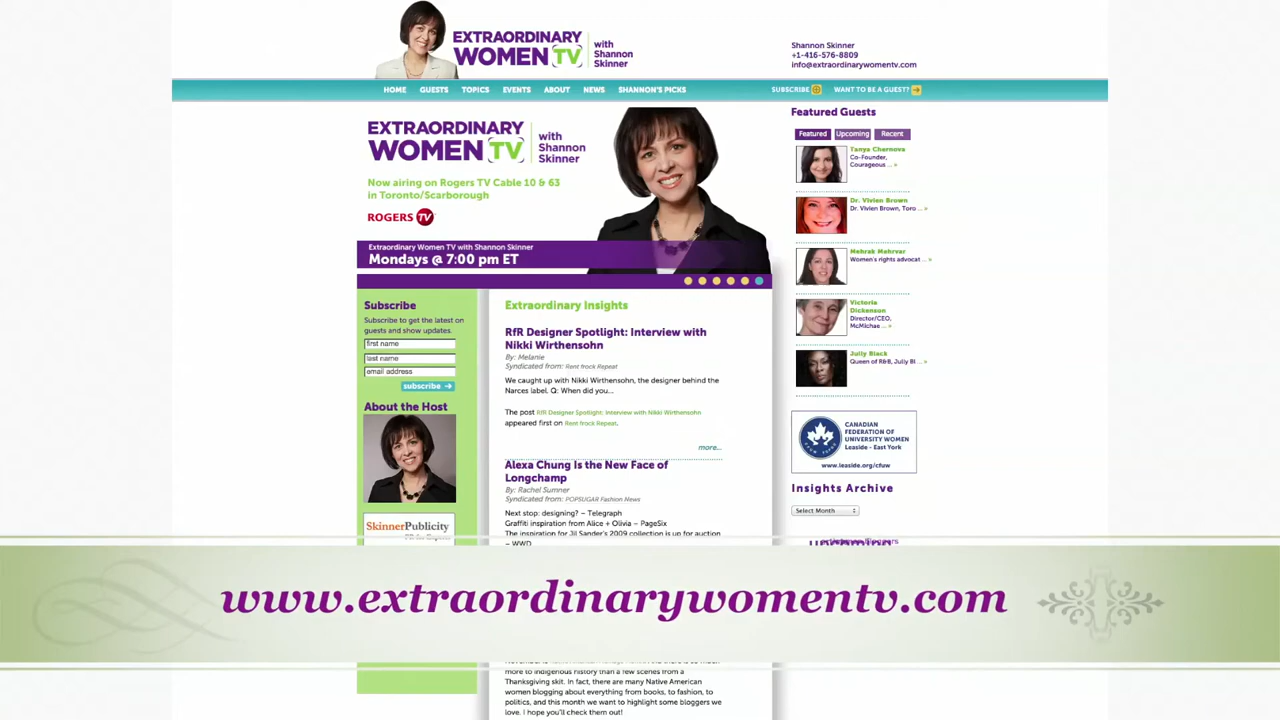 EXTRAORDINARY
WOMEN TV
with
Shannon
Skinner
Shannon Skinner
+1-416-576-8809
info@extraordinarywomentv.com
HOME GUESTS TOPICS EVENTS ABOUT NEWS SHANNON'S PICKS
SUBSCRIBE WANT TO BE A GUEST?
EXTRAORDINARY
WOMEN TV
with
Shannon
Skinner
Now airing on Rogers TV Cable 10 & 63
in Toronto/Scarborough
ROGERS TV
Extraordinary Women TV with Shannon Skinner
Mondays @ 7:00 pm ET
Subscribe
Subscribe to get the latest on
guests and show updates.
first name
last name
email address
subscribe
About the Host
SkinnerPublicity
Extraordinary Insights
RfR Designer Spotlight: Interview with
Nikki Wirthensohn
By: Melanie
Syndicated from: Rent frock Repeat
We caught up with Nikki Wirthensohn, the designer behind the
Narces label. Q: When did you...
The post RfR Designer Spotlight: Interview with Nikki Wirthensohn
appeared first on Rent frock Repeat.
more...
Alexa Chung Is the New Face of
Longchamp
By: Rachel Sumner
Syndicated from: POPSUGAR Fashion News
Next stop: designing? – Telegraph
Graffiti inspiration from Alice + Olivia – PageSix
The inspiration for Jil Sander's 2009 collection is up for auction
– WWD
Featured Guests
Featured Upcoming Recent
Tanya Chernova
Co-Founder,
Courageous ... »
Dr. Vivien Brown
Dr. Vivien Brown, Toro ... »
Mehrak Mehrvar
Women's rights advocat ... »
Victoria
Dickenson
Director/CEO,
McMichae ... »
Jully Black
Queen of R&B, Jully Bl ... »
CANADIAN
FEDERATION OF
UNIVERSITY WOMEN
Leaside - East York
www.leaside.org/cfuw
Insights Archive
Select Month
www.extraordinarywomentv.com
more to indigenous history than a few scenes from a
Thanksgiving skit. In fact, there are many Native American
women blogging about everything from books, to fashion, to
politics, and this month we want to highlight some bloggers we
love. I hope you'll check them out!